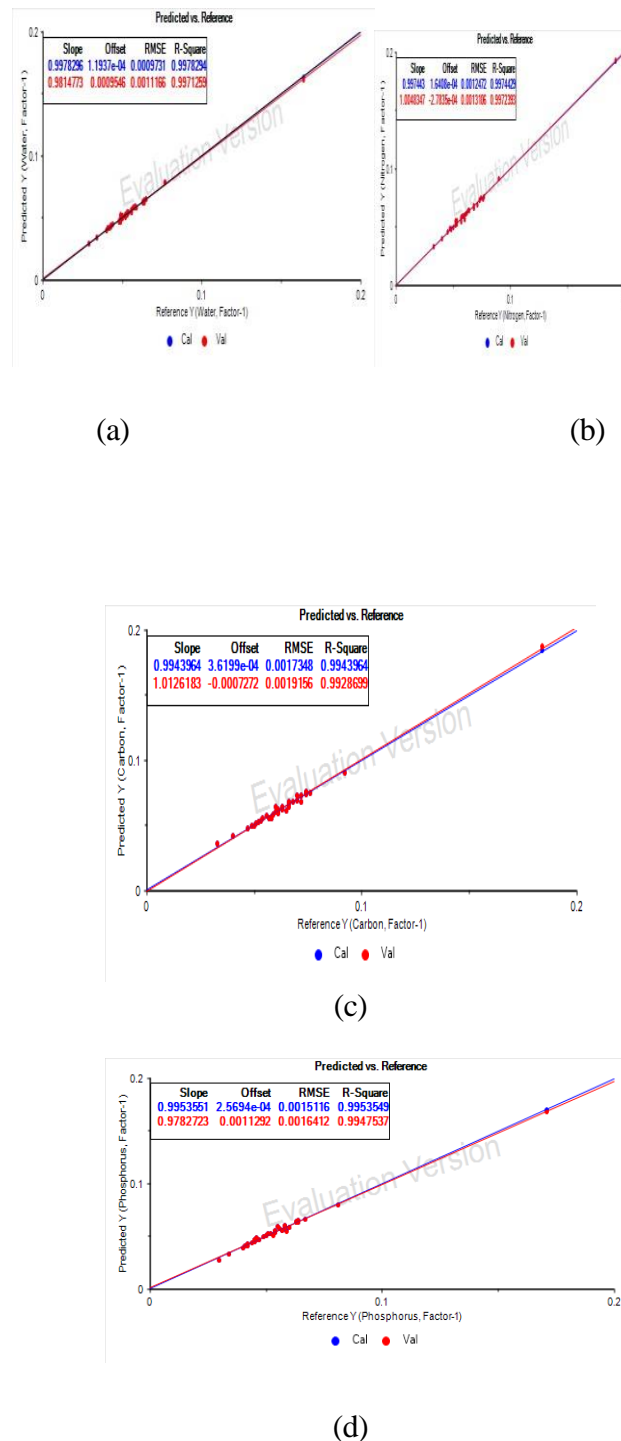 Predicted vs. Reference
Slope Offset RMSE R-Square
0.9978296 1.1937e-04 0.0009731 0.9978294
0.9814773 0.0009546 0.0011166 0.9971259
Predicted Y (Water, Factor-1)
0.2
0.1
0
0 0.1 0.2
Evaluation Version
Reference Y (Water, Factor-1)
Cal Val
(a)
Predicted vs. Reference
Slope Offset RMSE R-Square
0.997443 1.6408e-04 0.0012472 0.9974429
1.0040347 -2.7835e-04 0.0013106 0.9972393
Predicted Y (Nitrogen, Factor-1)
0.2
0.1
0
0 0.1
Evaluation Version
Reference Y (Nitrogen, Factor-1)
Cal Val
(b)
Predicted vs. Reference
Slope Offset RMSE R-Square
0.9943964 3.6199e-04 0.0017348 0.9943964
1.0126183 -0.0007272 0.0019156 0.9928699
Predicted Y (Carbon, Factor-1)
0.2
0.1
0
0 0.1 0.2
Evaluation Version
Reference Y (Carbon, Factor-1)
Cal Val
(c)
Predicted vs. Reference
Slope Offset RMSE R-Square
0.9953551 2.5694e-04 0.0015116 0.9953549
0.9782723 0.0011292 0.0016412 0.9947537
Predicted Y (Phosphorus, Factor-1)
0.2
0.1
0
0 0.1 0.2
Evaluation Version
Reference Y (Phosphorus, Factor-1)
Cal Val
(d)